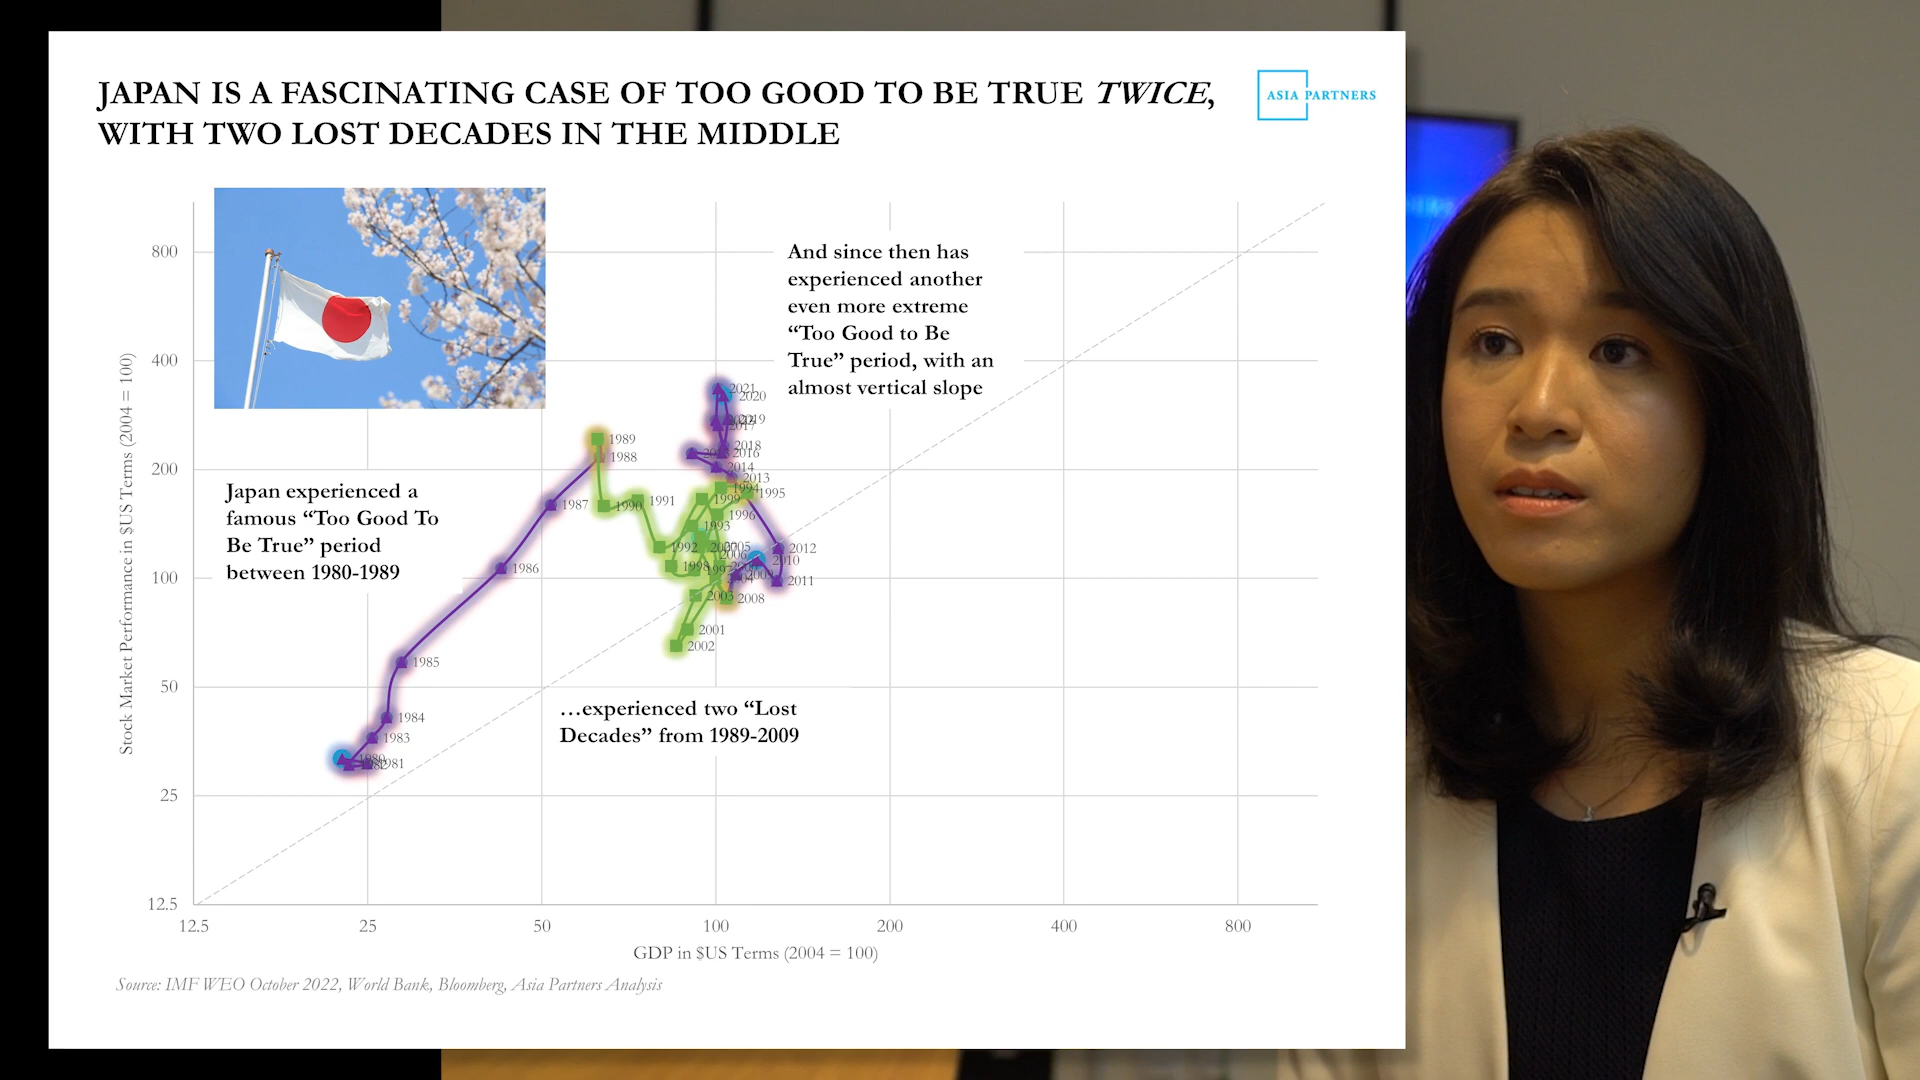 JAPAN IS A FASCINATING CASE OF TOO GOOD TO BE TRUE TWICE,
WITH TWO LOST DECADES IN THE MIDDLE
ASIA PARTNERS
And since then has
experienced another
even more extreme
“Too Good to Be
True” period, with an
almost vertical slope
Japan experienced a
famous “Too Good To
Be True” period
between 1980-1989
…experienced two “Lost
Decades” from 1989-2009
Stock Market Performance in $US Terms (2004 = 100)
800
400
200
100
50
25
12.5
2021
2020
2019
2018
2016
2014
2013
1989
1988
1987
1986
1985
1984
1983
1981
1990
1991
1992
1993
1994
1995
1996
1998
1999
2012
2010
2011
2008
2003
2001
2002
12.5
25
50
100
200
400
800
GDP in $US Terms (2004 = 100)
Source: IMF WEO October 2022, World Bank, Bloomberg, Asia Partners Analysis